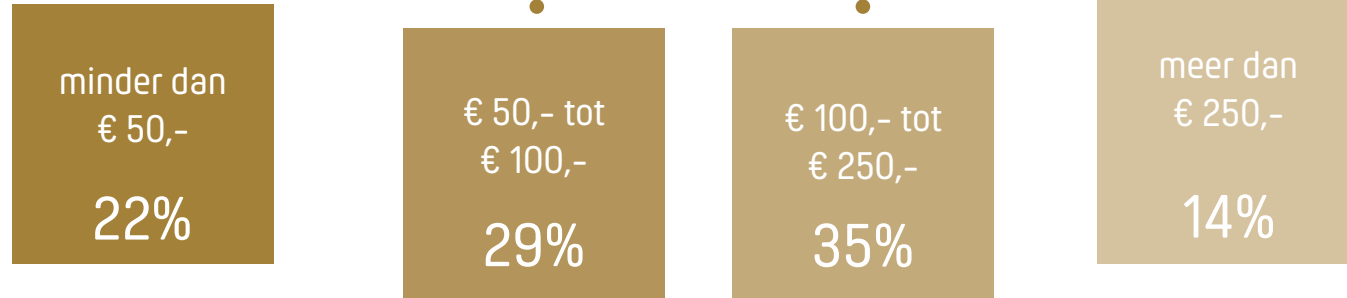 minder dan
€ 50,-
22%
€ 50,- tot
€ 100,-
29%
€ 100,- tot
€ 250,-
35%
meer dan
€ 250,-
14%